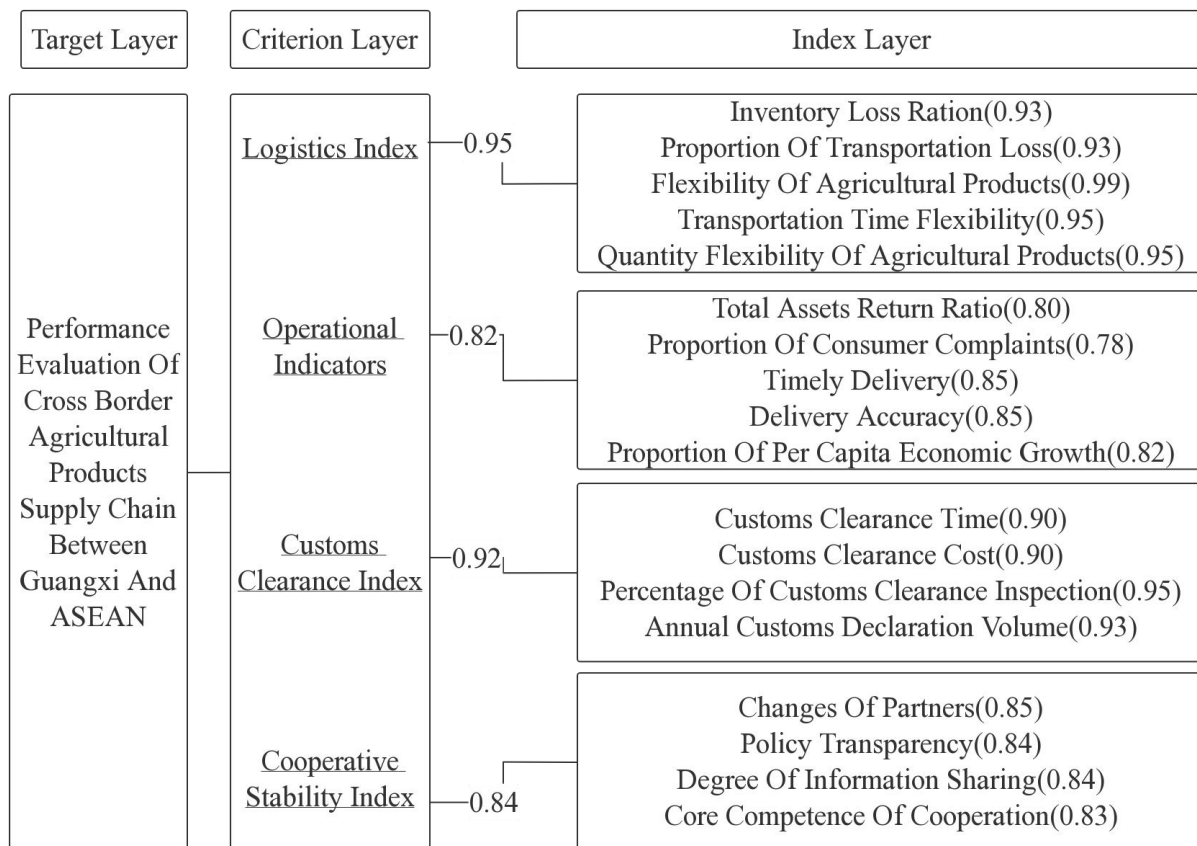 Target Layer
Criterion Layer
Index Layer
Performance
Evaluation Of
Cross Border
Agricultural
Products
Supply Chain
Between
Guangxi And
ASEAN
Logistics Index
0.95
Inventory Loss Ration(0.93)
Proportion Of Transportation Loss(0.93)
Flexibility Of Agricultural Products(0.99)
Transportation Time Flexibility(0.95)
Quantity Flexibility Of Agricultural Products(0.95)
Operational
Indicators
0.82
Total Assets Return Ratio(0.80)
Proportion Of Consumer Complaints(0.78)
Timely Delivery(0.85)
Delivery Accuracy(0.85)
Proportion Of Per Capita Economic Growth(0.82)
Customs
Clearance Index
0.92
Customs Clearance Time(0.90)
Customs Clearance Cost(0.90)
Percentage Of Customs Clearance Inspection(0.95)
Annual Customs Declaration Volume(0.93)
Cooperative
Stability Index
0.84
Changes Of Partners(0.85)
Policy Transparency(0.84)
Degree Of Information Sharing(0.84)
Core Competence Of Cooperation(0.83)